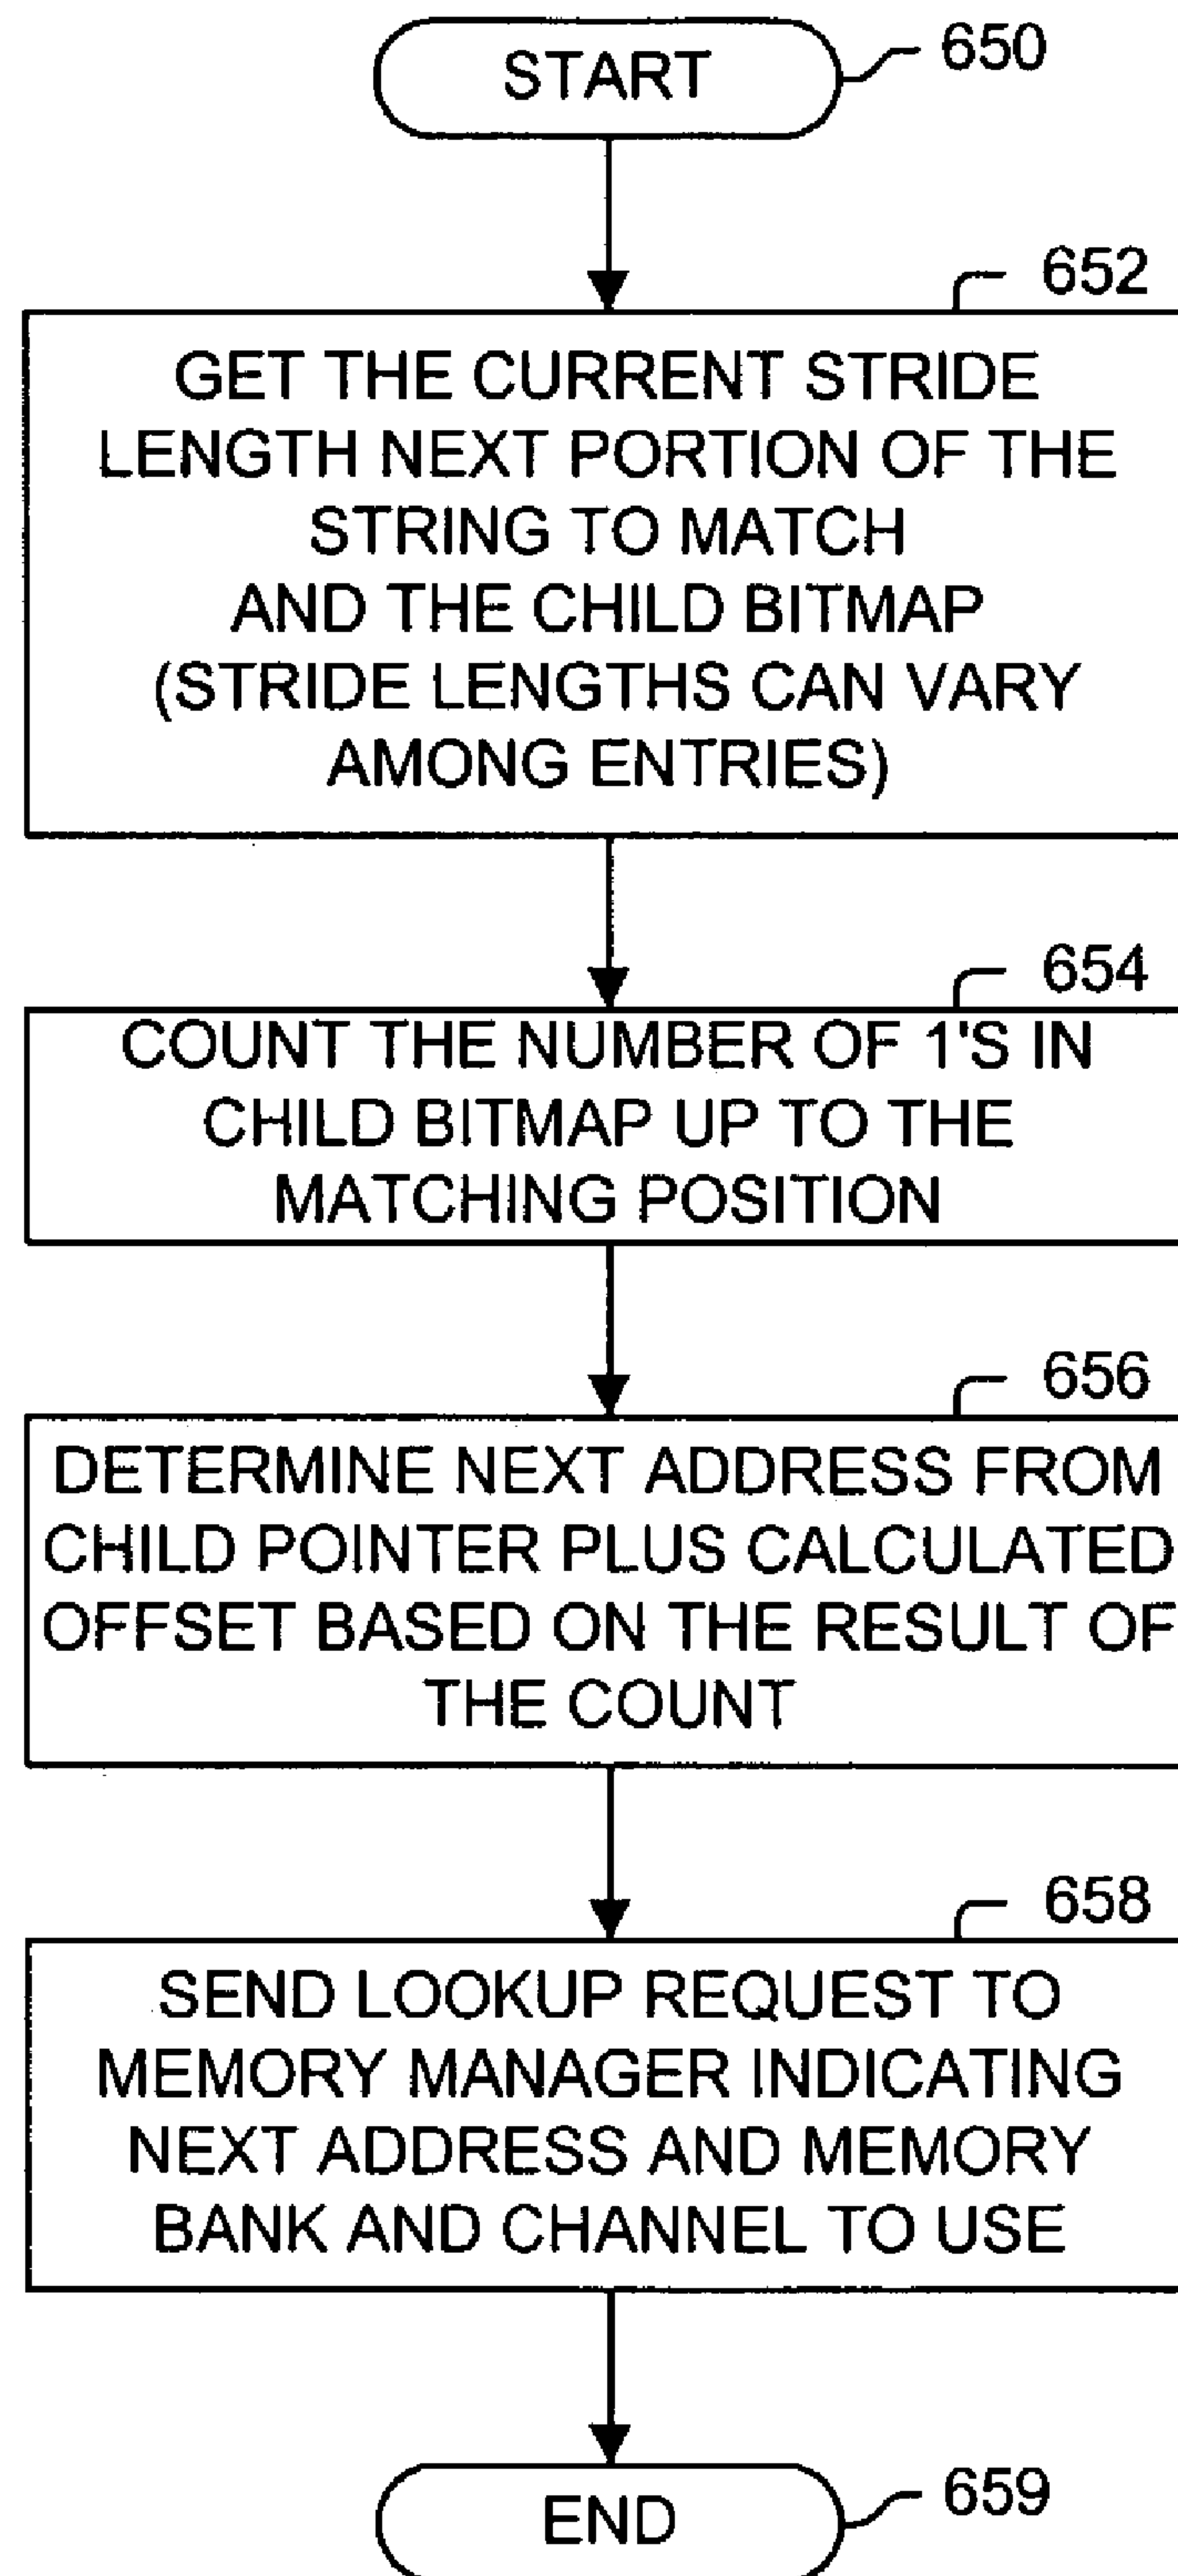 START
650
652
GET THE CURRENT STRIDE
LENGTH NEXT PORTION OF THE
STRING TO MATCH
AND THE CHILD BITMAP
(STRIDE LENGTHS CAN VARY
AMONG ENTRIES)
654
COUNT THE NUMBER OF 1'S IN
CHILD BITMAP UP TO THE
MATCHING POSITION
656
DETERMINE NEXT ADDRESS FROM
CHILD POINTER PLUS CALCULATED
OFFSET BASED ON THE RESULT OF
THE COUNT
658
SEND LOOKUP REQUEST TO
MEMORY MANAGER INDICATING
NEXT ADDRESS AND MEMORY
BANK AND CHANNEL TO USE
END
659